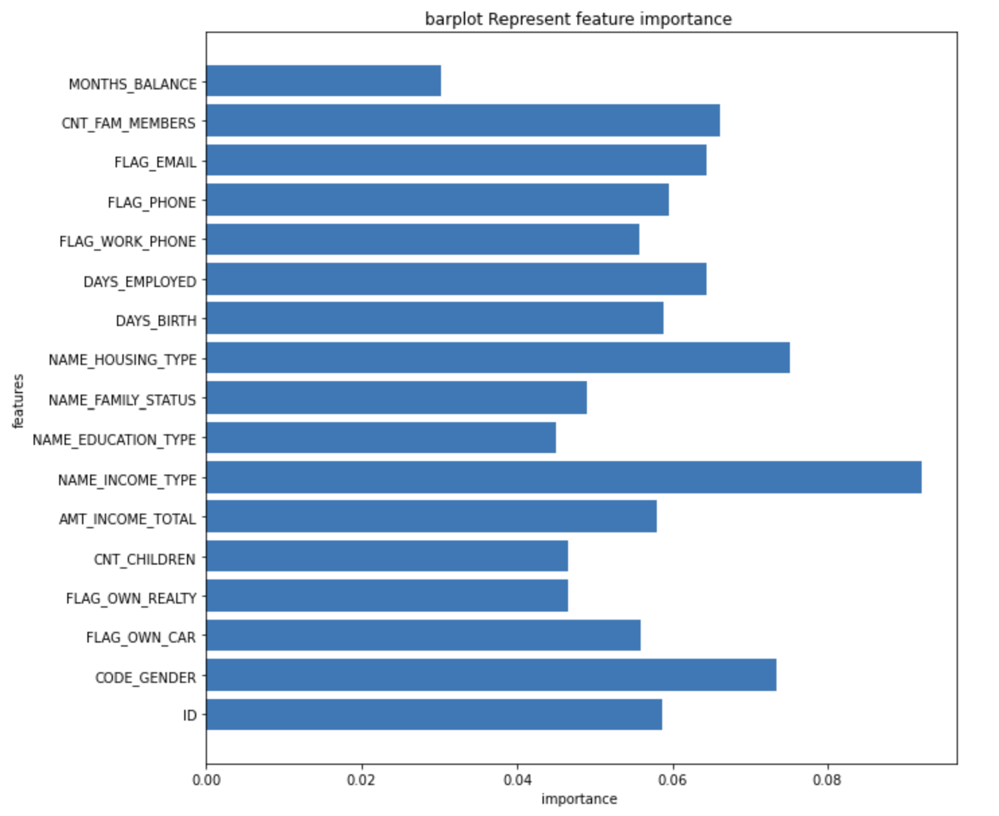 barplot Represent feature importance
MONTHS_BALANCE
CNT_FAM_MEMBERS
FLAG_EMAIL
FLAG_PHONE
FLAG_WORK_PHONE
DAYS_EMPLOYED
DAYS_BIRTH
NAME_HOUSING_TYPE
features
NAME_FAMILY_STATUS
NAME_EDUCATION_TYPE
NAME_INCOME_TYPE
AMT_INCOME_TOTAL
CNT_CHILDREN
FLAG_OWN_REALTY
FLAG_OWN_CAR
CODE_GENDER
ID
0.00 0.02 0.04 0.06 0.08
importance